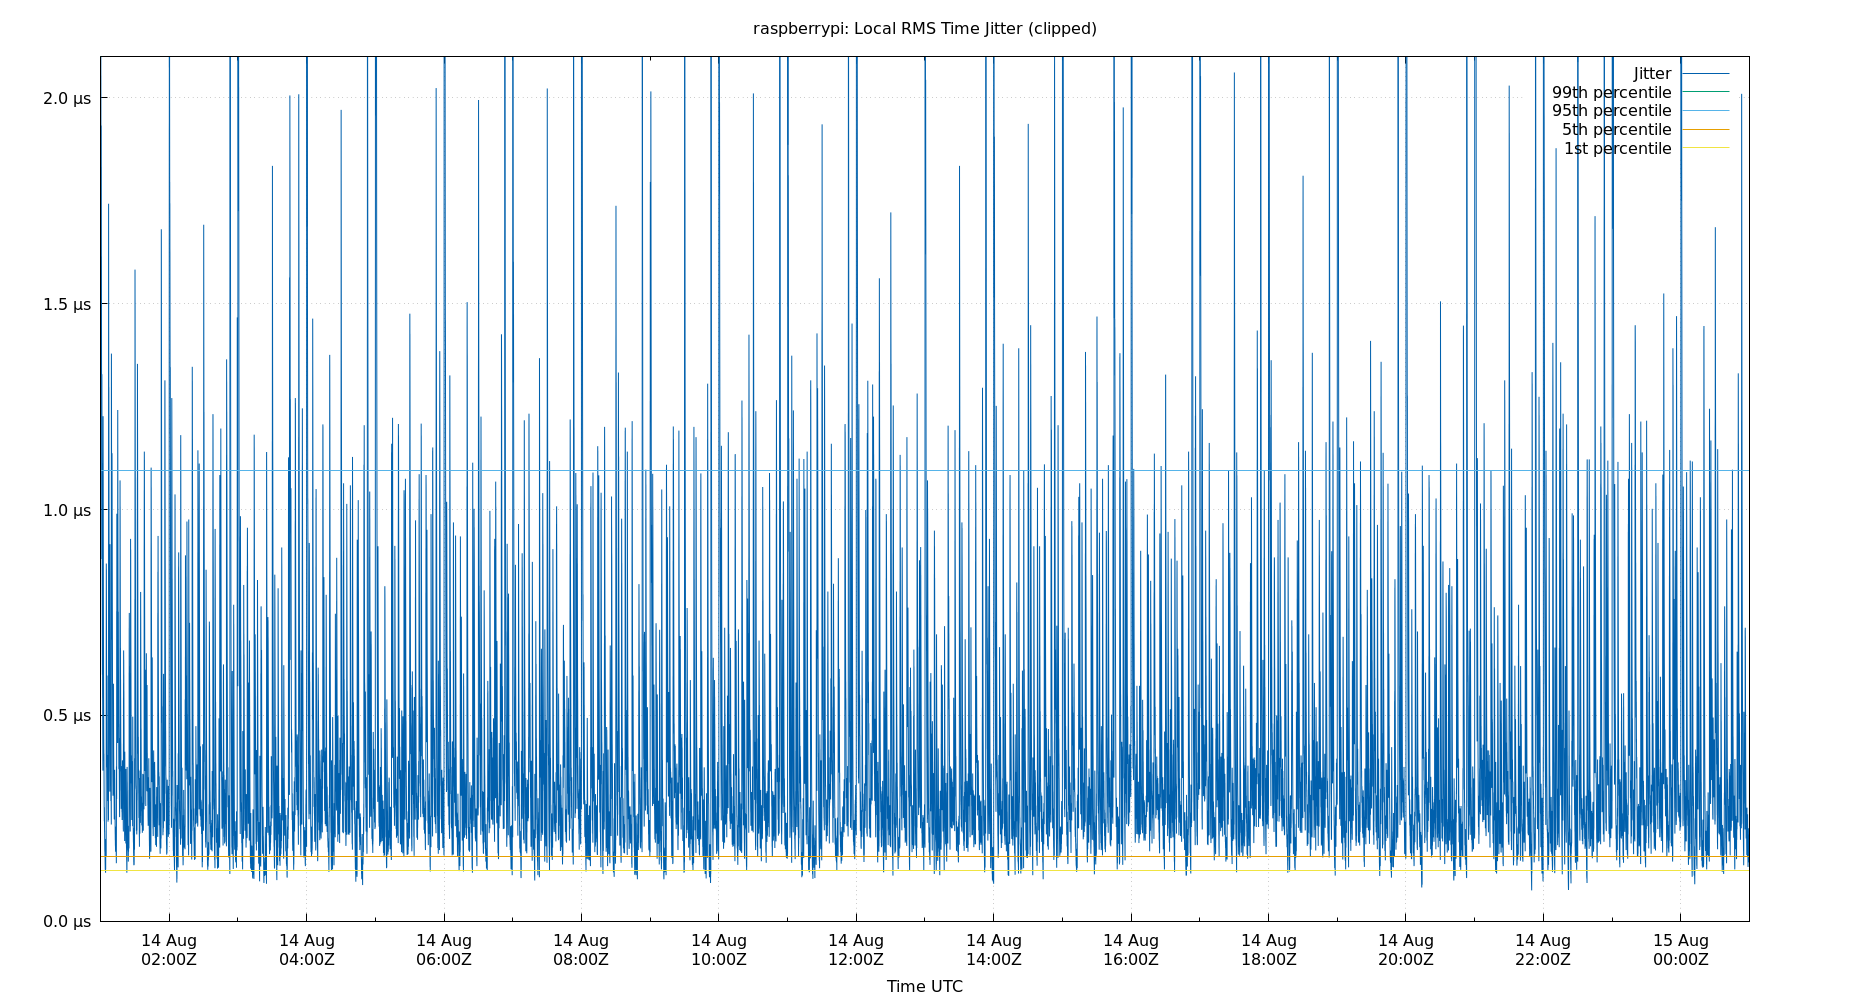 raspberrypi: Local RMS Time Jitter (clipped)
Jitter
99th percentile
95th percentile
5th percentile
1st percentile
2.0 µs
1.5 µs
1.0 µs
0.5 µs
0.0 µs
14 Aug 14 Aug 14 Aug 14 Aug 14 Aug 14 Aug 14 Aug 14 Aug 14 Aug 14 Aug 14 Aug 15 Aug
02:00Z 04:00Z 06:00Z 08:00Z 10:00Z 12:00Z 14:00Z 16:00Z 18:00Z 20:00Z 22:00Z 00:00Z
Time UTC